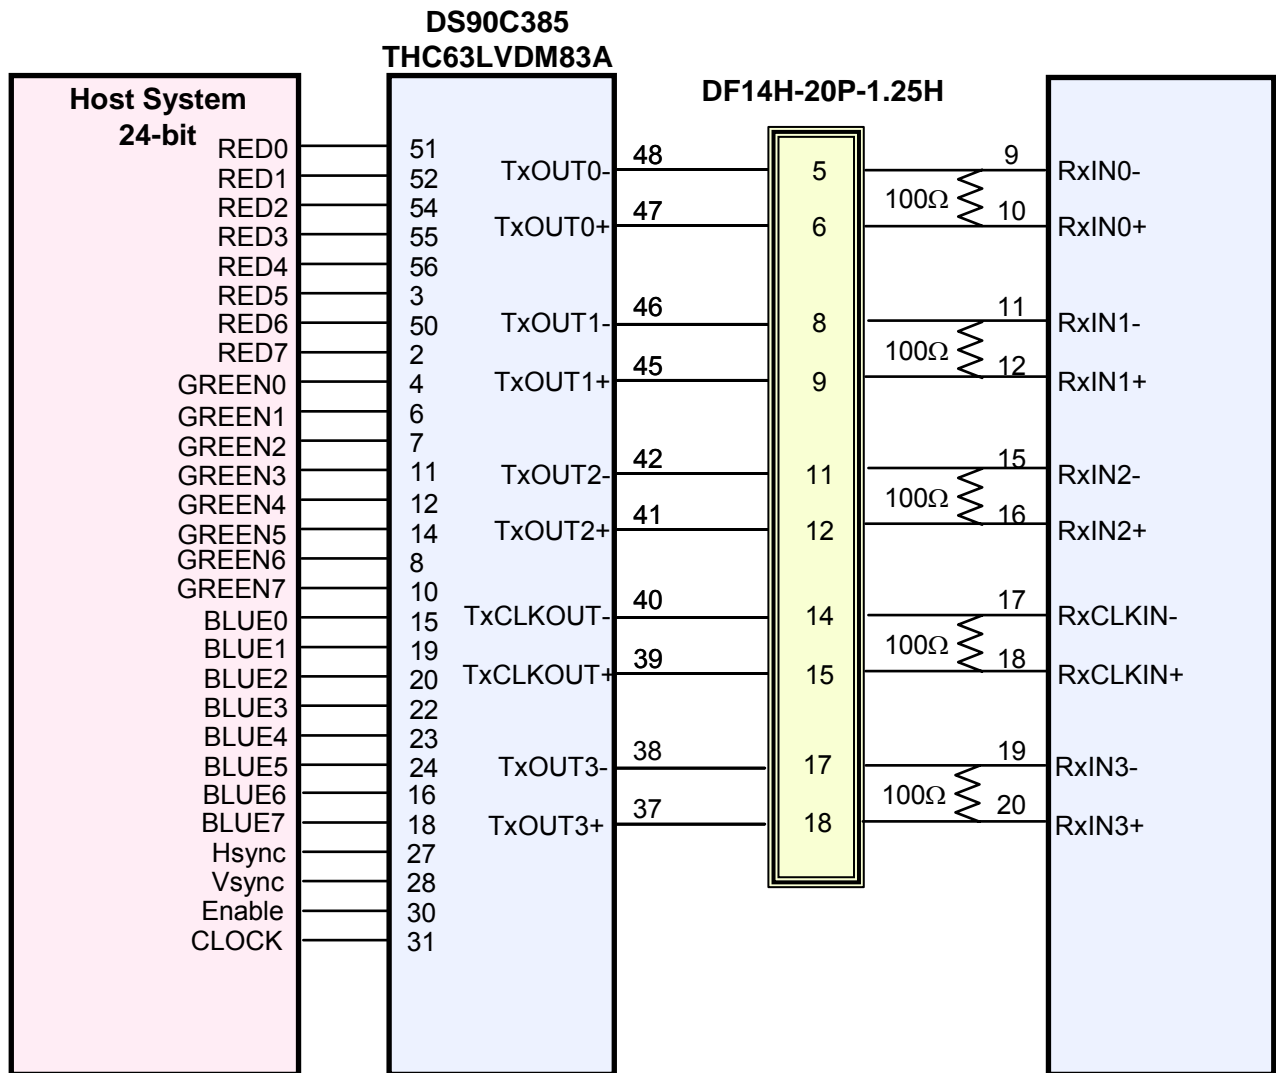 DS90C385
THC63LVDM83A
DF14H-20P-1.25H
Host System
24-bit
RED0 51
RED1 52
RED2 54
RED3 55
RED4 56
RED5 3
RED6 50
RED7 2
GREEN0 4
GREEN1 6
GREEN2 7
GREEN3 11
GREEN4 12
GREEN5 14
GREEN6 8
GREEN7 10
BLUE0 15
BLUE1 19
BLUE2 20
BLUE3 22
BLUE4 23
BLUE5 24
BLUE6 16
BLUE7 18
Hsync 27
Vsync 28
Enable 30
CLOCK 31
TxOUT0- 48 5 9 RxIN0-
100Ω
TxOUT0+ 47 6 10 RxIN0+
TxOUT1- 46 8 11 RxIN1-
100Ω
TxOUT1+ 45 9 12 RxIN1+
TxOUT2- 42 11 15 RxIN2-
100Ω
TxOUT2+ 41 12 16 RxIN2+
TxCLKOUT- 40 14 17 RxCLKIN-
100Ω
TxCLKOUT+ 39 15 18 RxCLKIN+
TxOUT3- 38 17 19 RxIN3-
100Ω
TxOUT3+ 37 18 20 RxIN3+